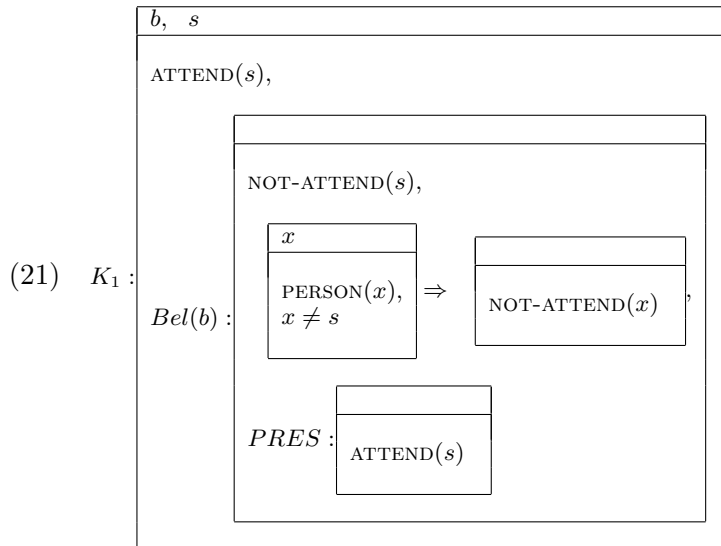 b, s
ATTEND(s),
NOT-ATTEND(s),
x
(21) K₁ : Bel(b) : PERSON(x), x ≠ s ⇒ NOT-ATTEND(x) ,
PRES : ATTEND(s)